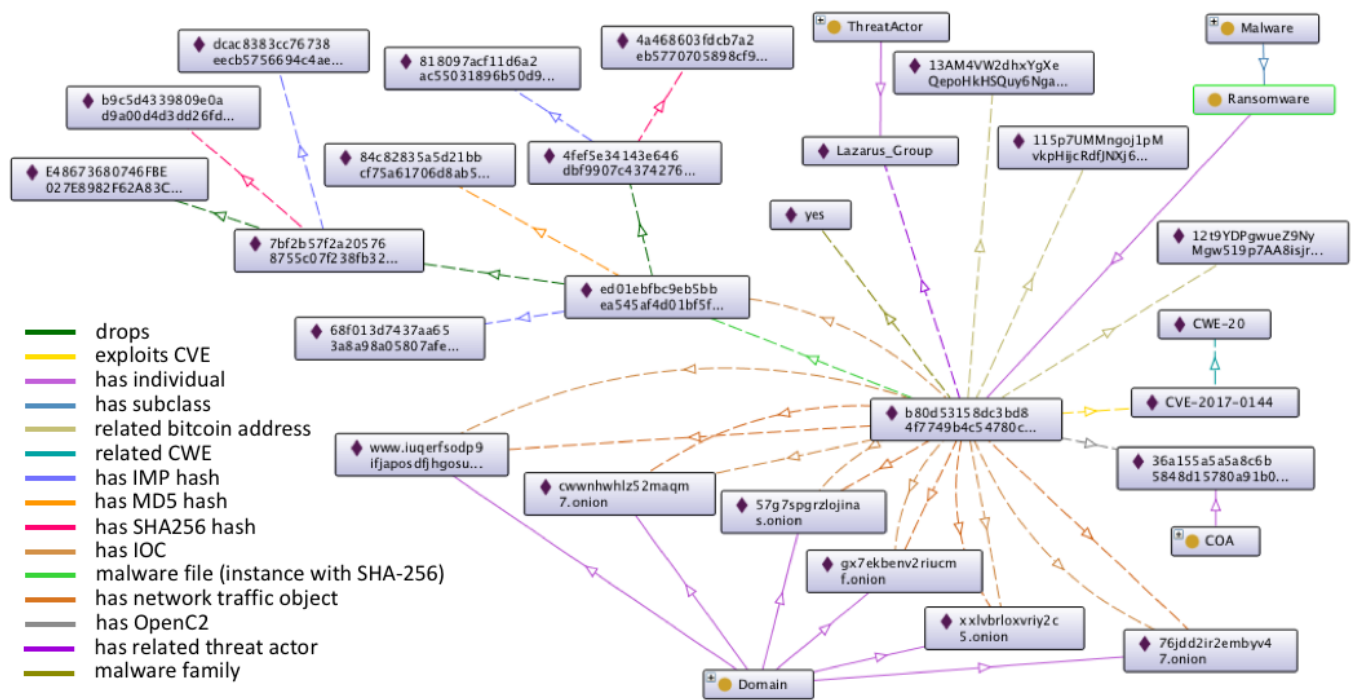 ThreatActor
Malware
dcac8383cc76738
eecb5756694c4ae...
818097acf11d6a2
ac55031896b50d9...
4a468603fdcb7a2
eb5770705898cf9...
13AM4VW2dhxYgXe
QepoHkHSQuy6Nga...
Ransomware
b9c5d4339809e0a
d9a00d4d3dd26fd...
84c82835a5d21bb
cf75a61706d8ab5...
4fef5e34143e646
dbf9907c4374276...
Lazarus_Group
115p7UMMngoj1pM
vkpHijcRdfJNXj6...
E48673680746FBE
027E8982F62A83C...
yes
7bf2b57f2a20576
8755c07f238fb32...
12t9YDPgwueZ9Ny
Mgw519p7AA8isjr...
ed01ebfbc9eb5bb
ea545af4d01bf5f...
68f013d7437aa65
3a8a98a05807afe...
CWE-20
b80d53158dc3bd8
4f7749b4c54780c...
CVE-2017-0144
www.iuqerfsodp9
ifjaposdfjhgosu...
36a155a5a5a8c6b
5848d15780a91b0...
cwwnhwhlz52maqm
7.onion
57g7spgrzlojina
s.onion
COA
gx7ekbenv2riucm
f.onion
xxlvbrloxvriy2c
5.onion
76jdd2ir2embyv4
7.onion
Domain
drops
exploits CVE
has individual
has subclass
related bitcoin address
related CWE
has IMP hash
has MD5 hash
has SHA256 hash
has IOC
malware file (instance with SHA-256)
has network traffic object
has OpenC2
has related threat actor
malware family